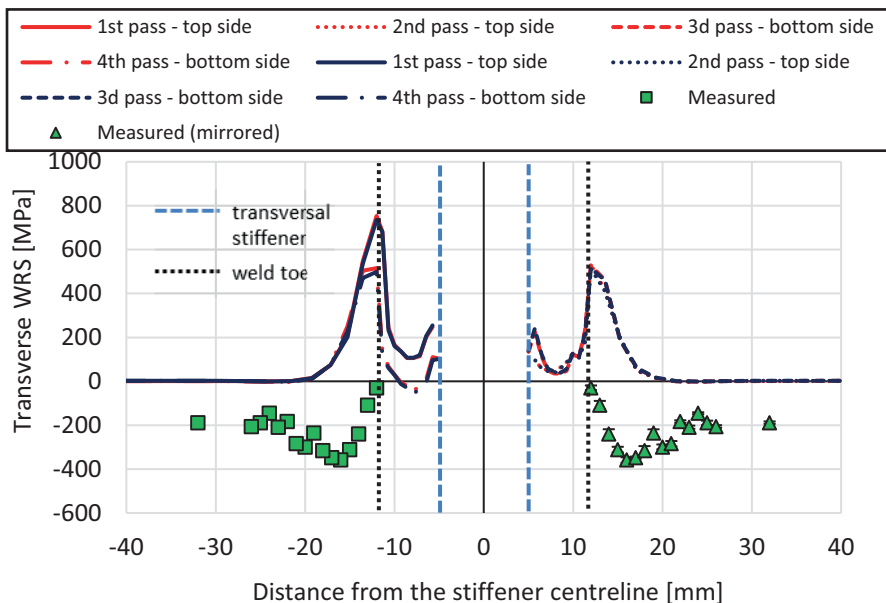 1st pass - top side 2nd pass - top side 3d pass - bottom side
4th pass - bottom side 1st pass - top side 2nd pass - top side
3d pass - bottom side 4th pass - bottom side Measured
Measured (mirrored)
Transverse WRS [MPa]
1000
800
600
400
200
0
-200
-400
-600
transversal
stiffener
weld toe
-40 -30 -20 -10 0 10 20 30 40
Distance from the stiffener centreline [mm]